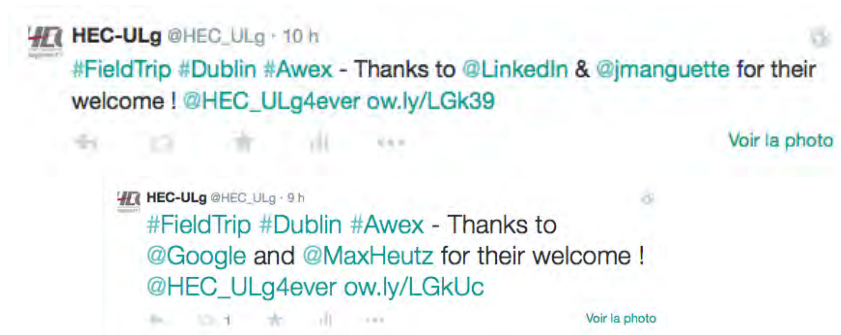 HEC-ULg @HEC_ULg · 10 h
#FieldTrip #Dublin #Awex - Thanks to @LinkedIn & @jmanguette for their
welcome ! @HEC_ULg4ever ow.ly/LGk39
Voir la photo
HEC-ULg @HEC_ULg · 9 h
#FieldTrip #Dublin #Awex - Thanks to
@Google and @MaxHeutz for their welcome !
@HEC_ULg4ever ow.ly/LGkUc
1
Voir la photo